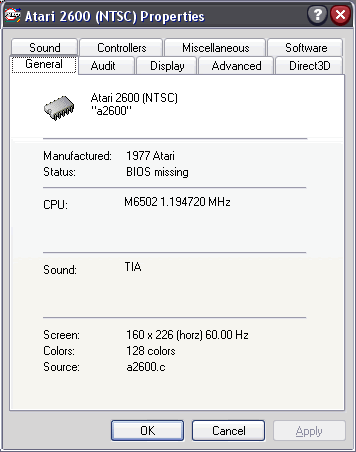 Atari 2600 (NTSC) Properties
Sound Controllers Miscellaneous Software
General Audit Display Advanced Direct3D
Atari 2600 (NTSC)
"a2600"
Manufactured: 1977 Atari
Status: BIOS missing
CPU: M6502 1.194720 MHz
Sound: TIA
Screen: 160 x 226 (horz) 60.00 Hz
Colors: 128 colors
Source: a2600.c
OK Cancel Apply